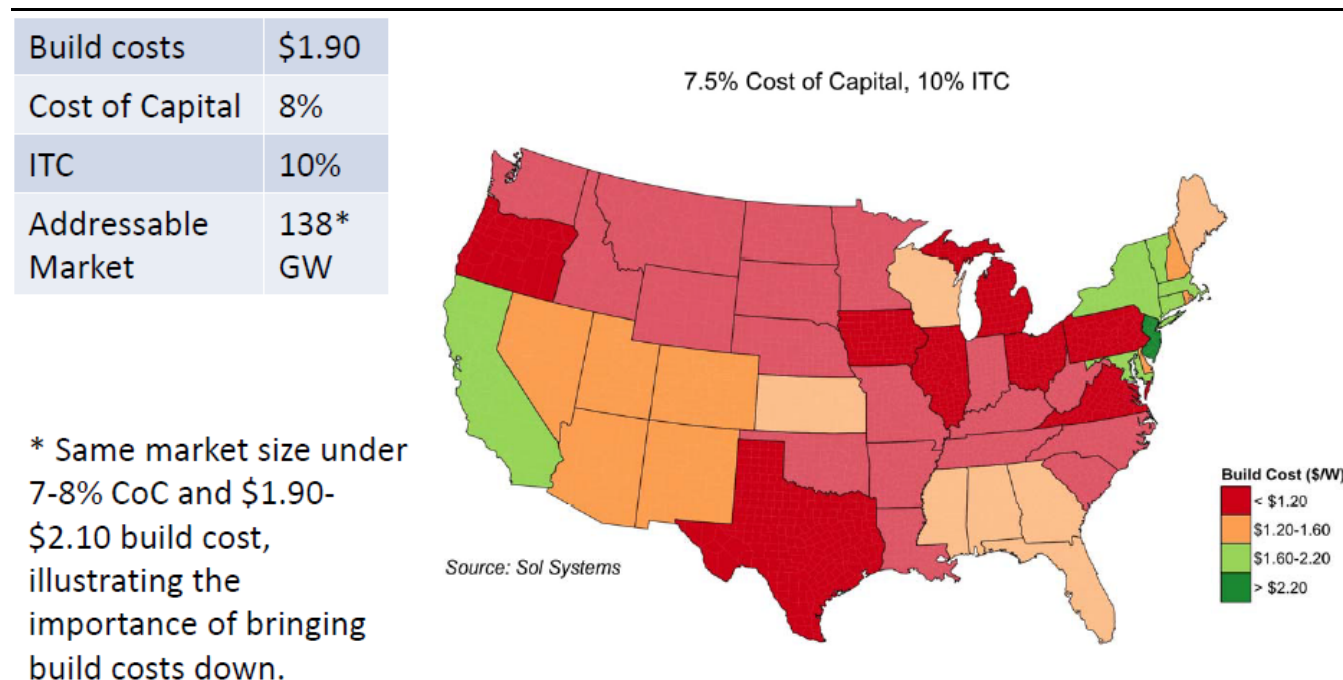 Build costs $1.90
Cost of Capital 8%
ITC 10%
Addressable 138*
Market GW
7.5% Cost of Capital, 10% ITC
* Same market size under
7-8% CoC and $1.90-
$2.10 build cost,
illustrating the
importance of bringing
build costs down.
Source: Sol Systems
Build Cost ($/W)
< $1.20
$1.20-1.60
$1.60-2.20
> $2.20